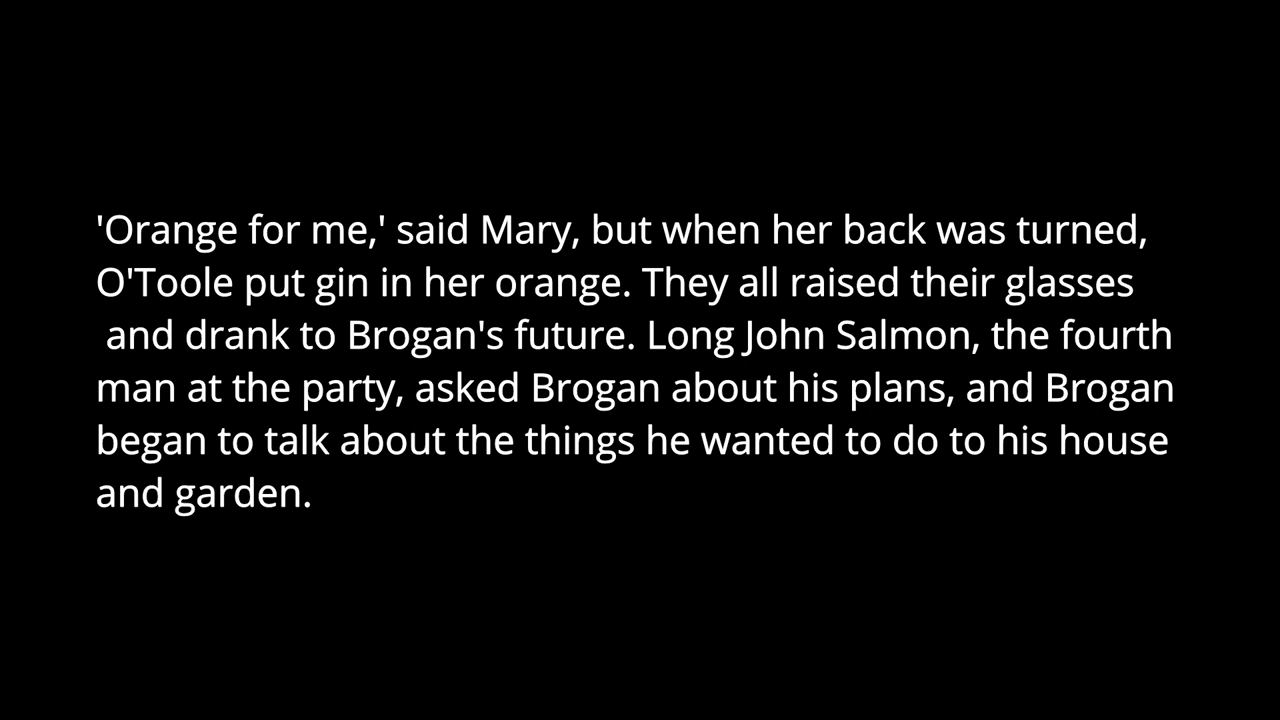 'Orange for me,' said Mary, but when her back was turned,
O'Toole put gin in her orange. They all raised their glasses
and drank to Brogan's future. Long John Salmon, the fourth
man at the party, asked Brogan about his plans, and Brogan
began to talk about the things he wanted to do to his house
and garden.